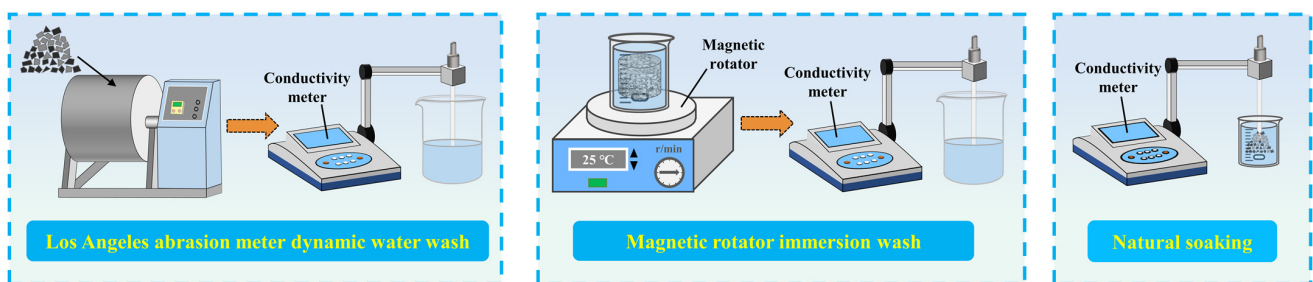 Conductivity
meter
Los Angeles abrasion meter dynamic water wash
Magnetic
rotator
25 °C
r/min
Conductivity
meter
Magnetic rotator immersion wash
Conductivity
meter
Natural soaking